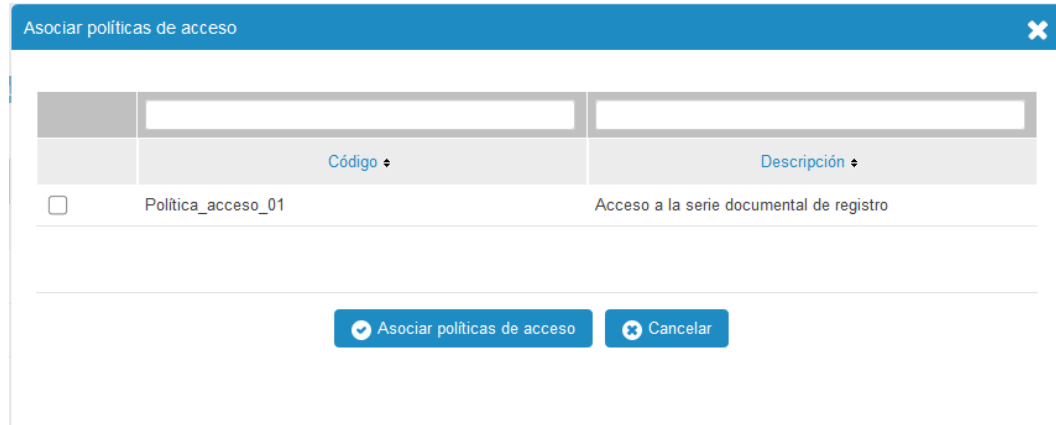 Asociar políticas de acceso
Código Descripción
Política_acceso_01 Acceso a la serie documental de registro
Asociar políticas de acceso Cancelar